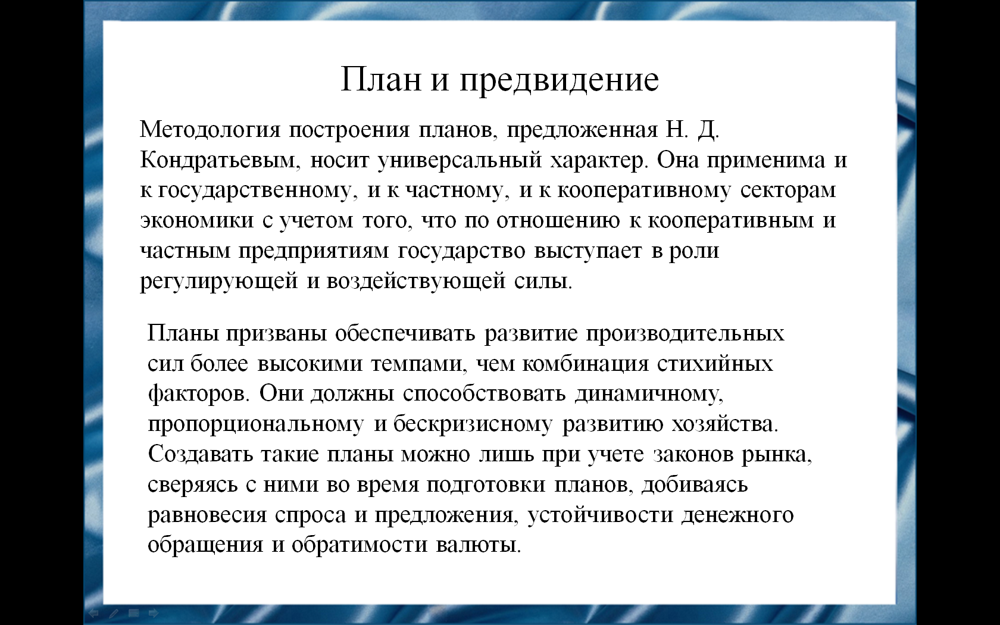 План и предвидение
Методология построения планов, предложенная Н. Д.
Кондратьевым, носит универсальный характер. Она применима и
к государственному, и к частному, и к кооперативному секторам
экономики с учетом того, что по отношению к кооперативным и
частным предприятиям государство выступает в роли
регулирующей и воздействующей силы.
Планы призваны обеспечивать развитие производительных
сил более высокими темпами, чем комбинация стихийных
факторов. Они должны способствовать динамичному,
пропорциональному и бескризисному развитию хозяйства.
Создавать такие планы можно лишь при учете законов рынка,
сверяясь с ними во время подготовки планов, добиваясь
равновесия спроса и предложения, устойчивости денежного
обращения и обратимости валюты.